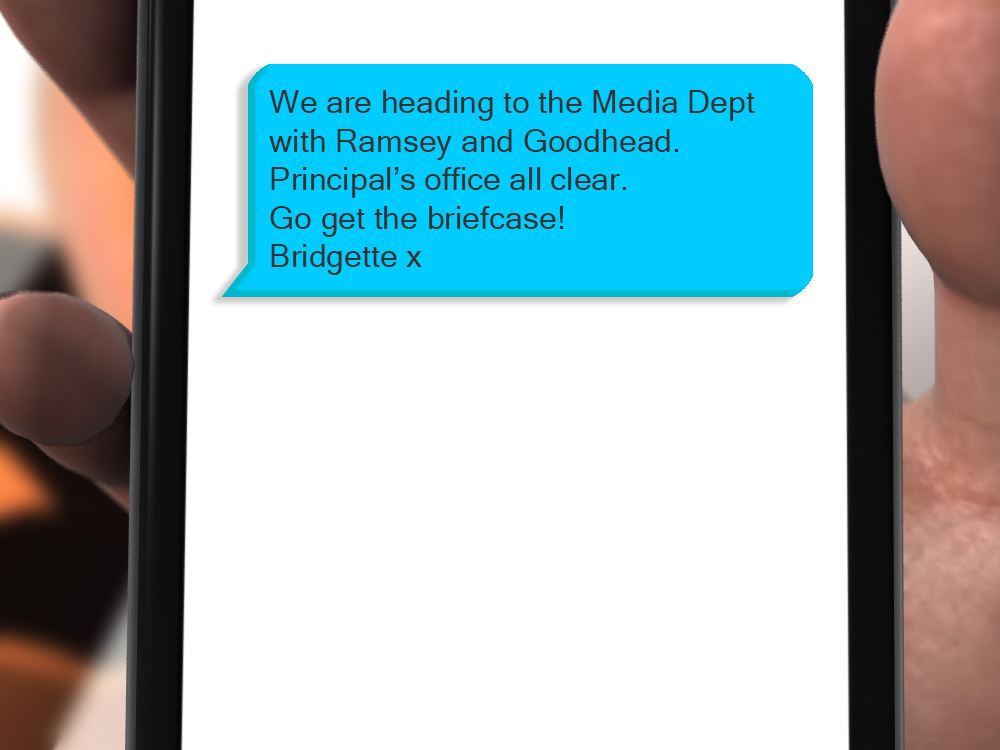 We are heading to the Media Dept
with Ramsey and Goodhead.
Principal’s office all clear.
Go get the briefcase!
Bridgette x